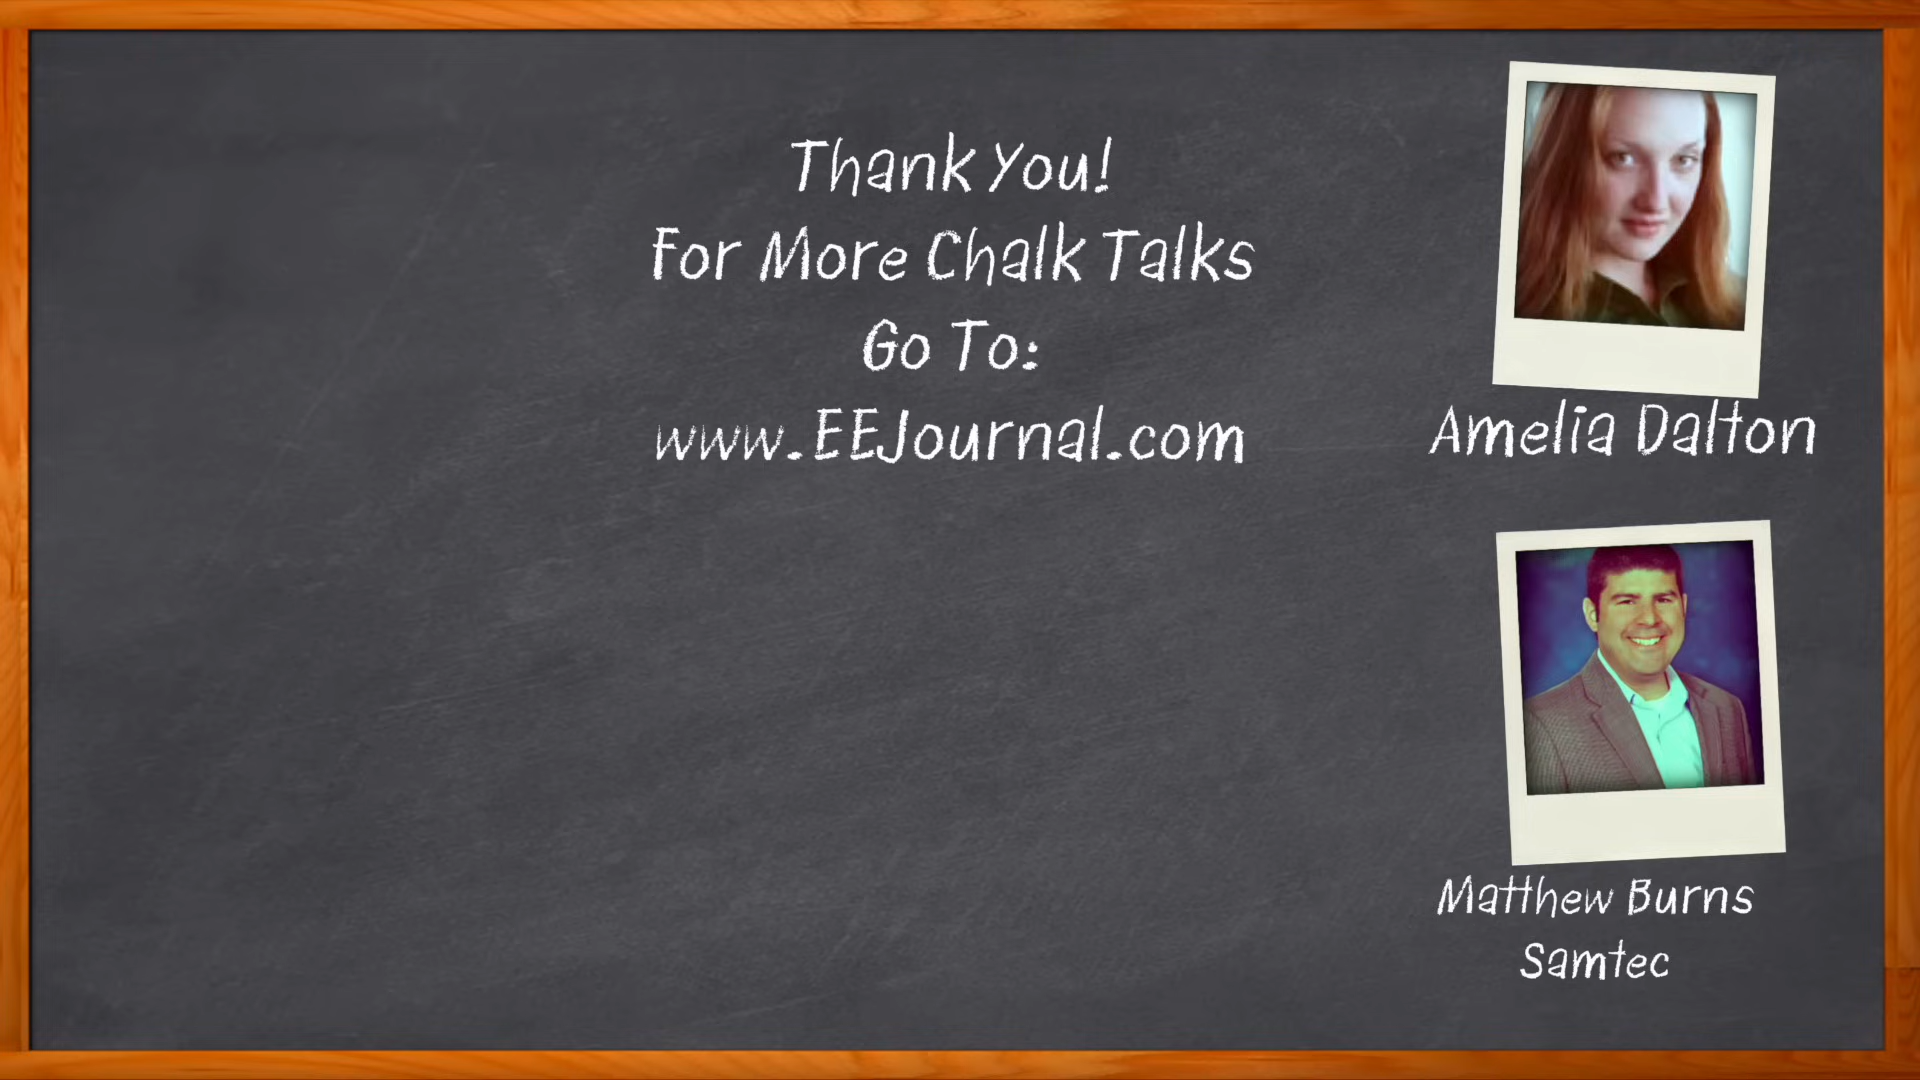 Thank You!
For More Chalk Talks
Go To:
www.EEJournal.com
Amelia Dalton
Matthew Burns
Samtec